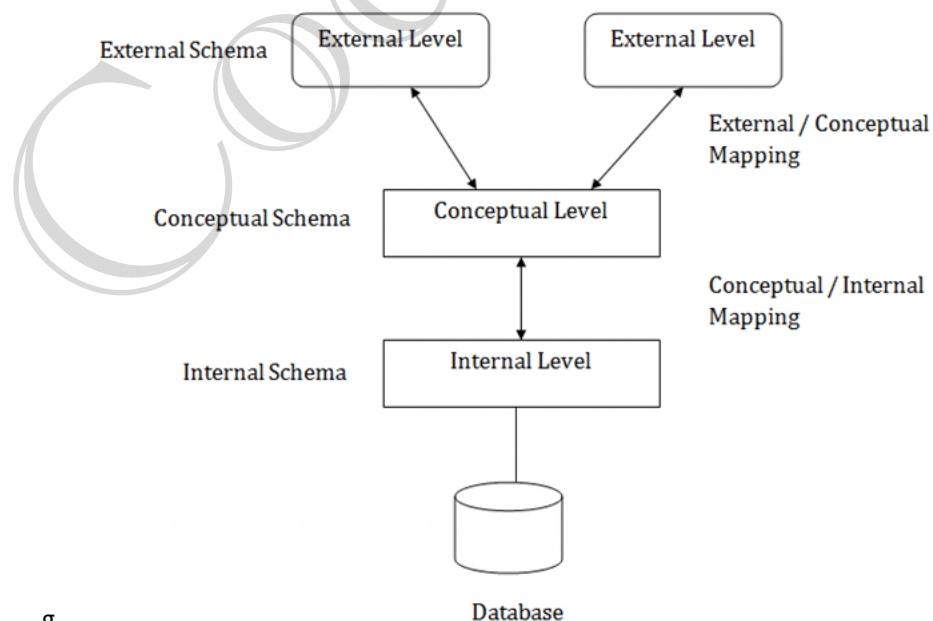 External Schema
External Level
External Level
External / Conceptual
Mapping
Conceptual Schema
Conceptual Level
Conceptual / Internal
Mapping
Internal Schema
Internal Level
Database